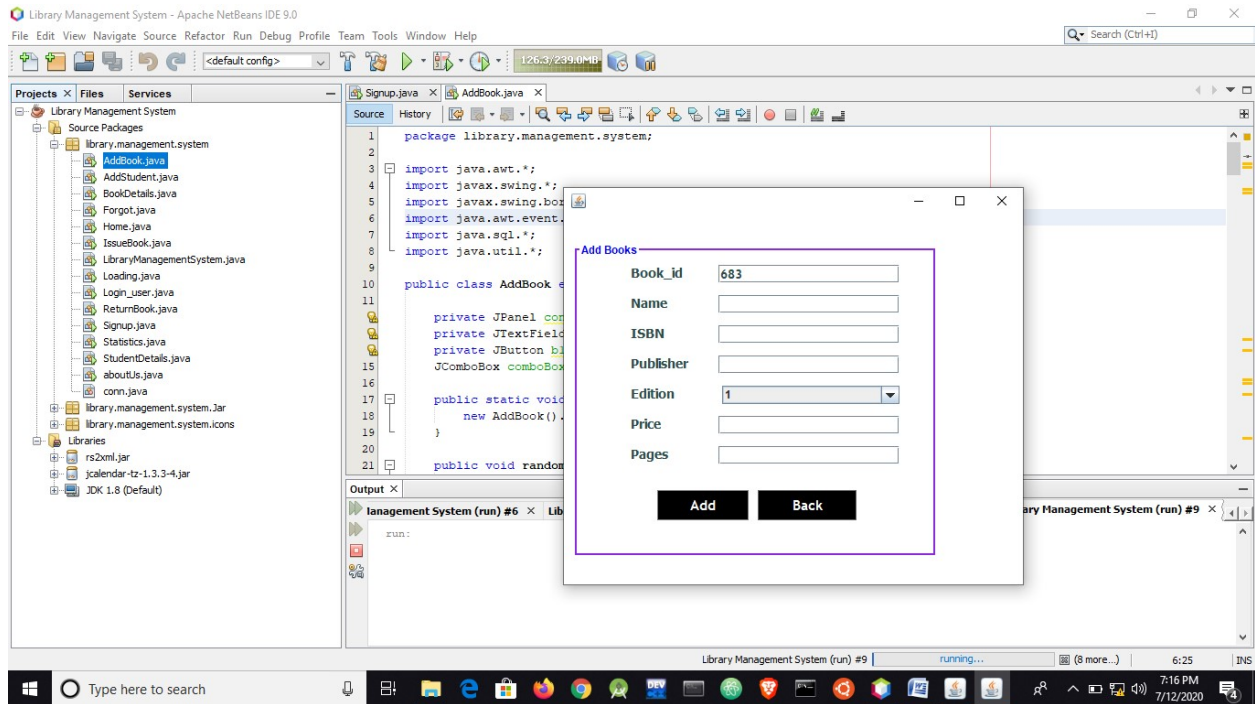 Library Management System - Apache NetBeans IDE 9.0
File Edit View Navigate Source Refactor Run Debug Profile Team Tools Window Help
Search (Ctrl+I)
<default config>
126.3/239.0MB
Projects Files Services
Library Management System
Source Packages
library.management.system
AddBook.java
AddStudent.java
BookDetails.java
Forgot.java
Home.java
IssueBook.java
LibraryManagementSystem.java
Loading.java
Login_user.java
ReturnBook.java
Signup.java
Statistics.java
StudentDetails.java
aboutUs.java
conn.java
library.management.system.Jar
library.management.system.icons
Libraries
rs2xml.jar
jcalendar-tz-1.3.3-4.jar
JDK 1.8 (Default)
Signup.java AddBook.java
Source History
1 package library.management.system;
2
3 import java.awt.*;
4 import javax.swing.*;
5 import javax.swing.bor
6 import java.awt.event.
7 import java.sql.*;
8 import java.util.*;
9
10 public class AddBook e
11
private JPanel con
private JTextField
private JButton b1
15 JComboBox comboBox
16
17 public static void
18 new AddBook().
19 }
20
21 public void random
Add Books
Book_id 683
Name
ISBN
Publisher
Edition 1
Price
Pages
Add Back
Output
lanagement System (run) #6 Lib
ary Management System (run) #9
run:
Library Management System (run) #9 running... (8 more...) 6:25 INS
Type here to search
DEV
7:16 PM
7/12/2020
4